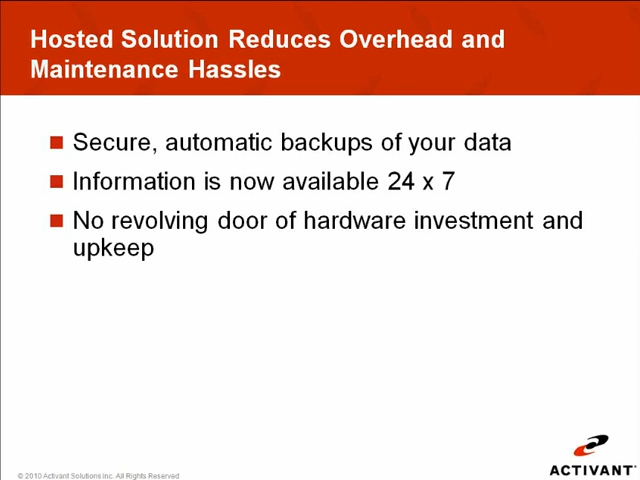 Hosted Solution Reduces Overhead and
Maintenance Hassles
Secure, automatic backups of your data
Information is now available 24 x 7
No revolving door of hardware investment and
upkeep
© 2010 Activant Solutions Inc. All Rights Reserved
ACTIVANT